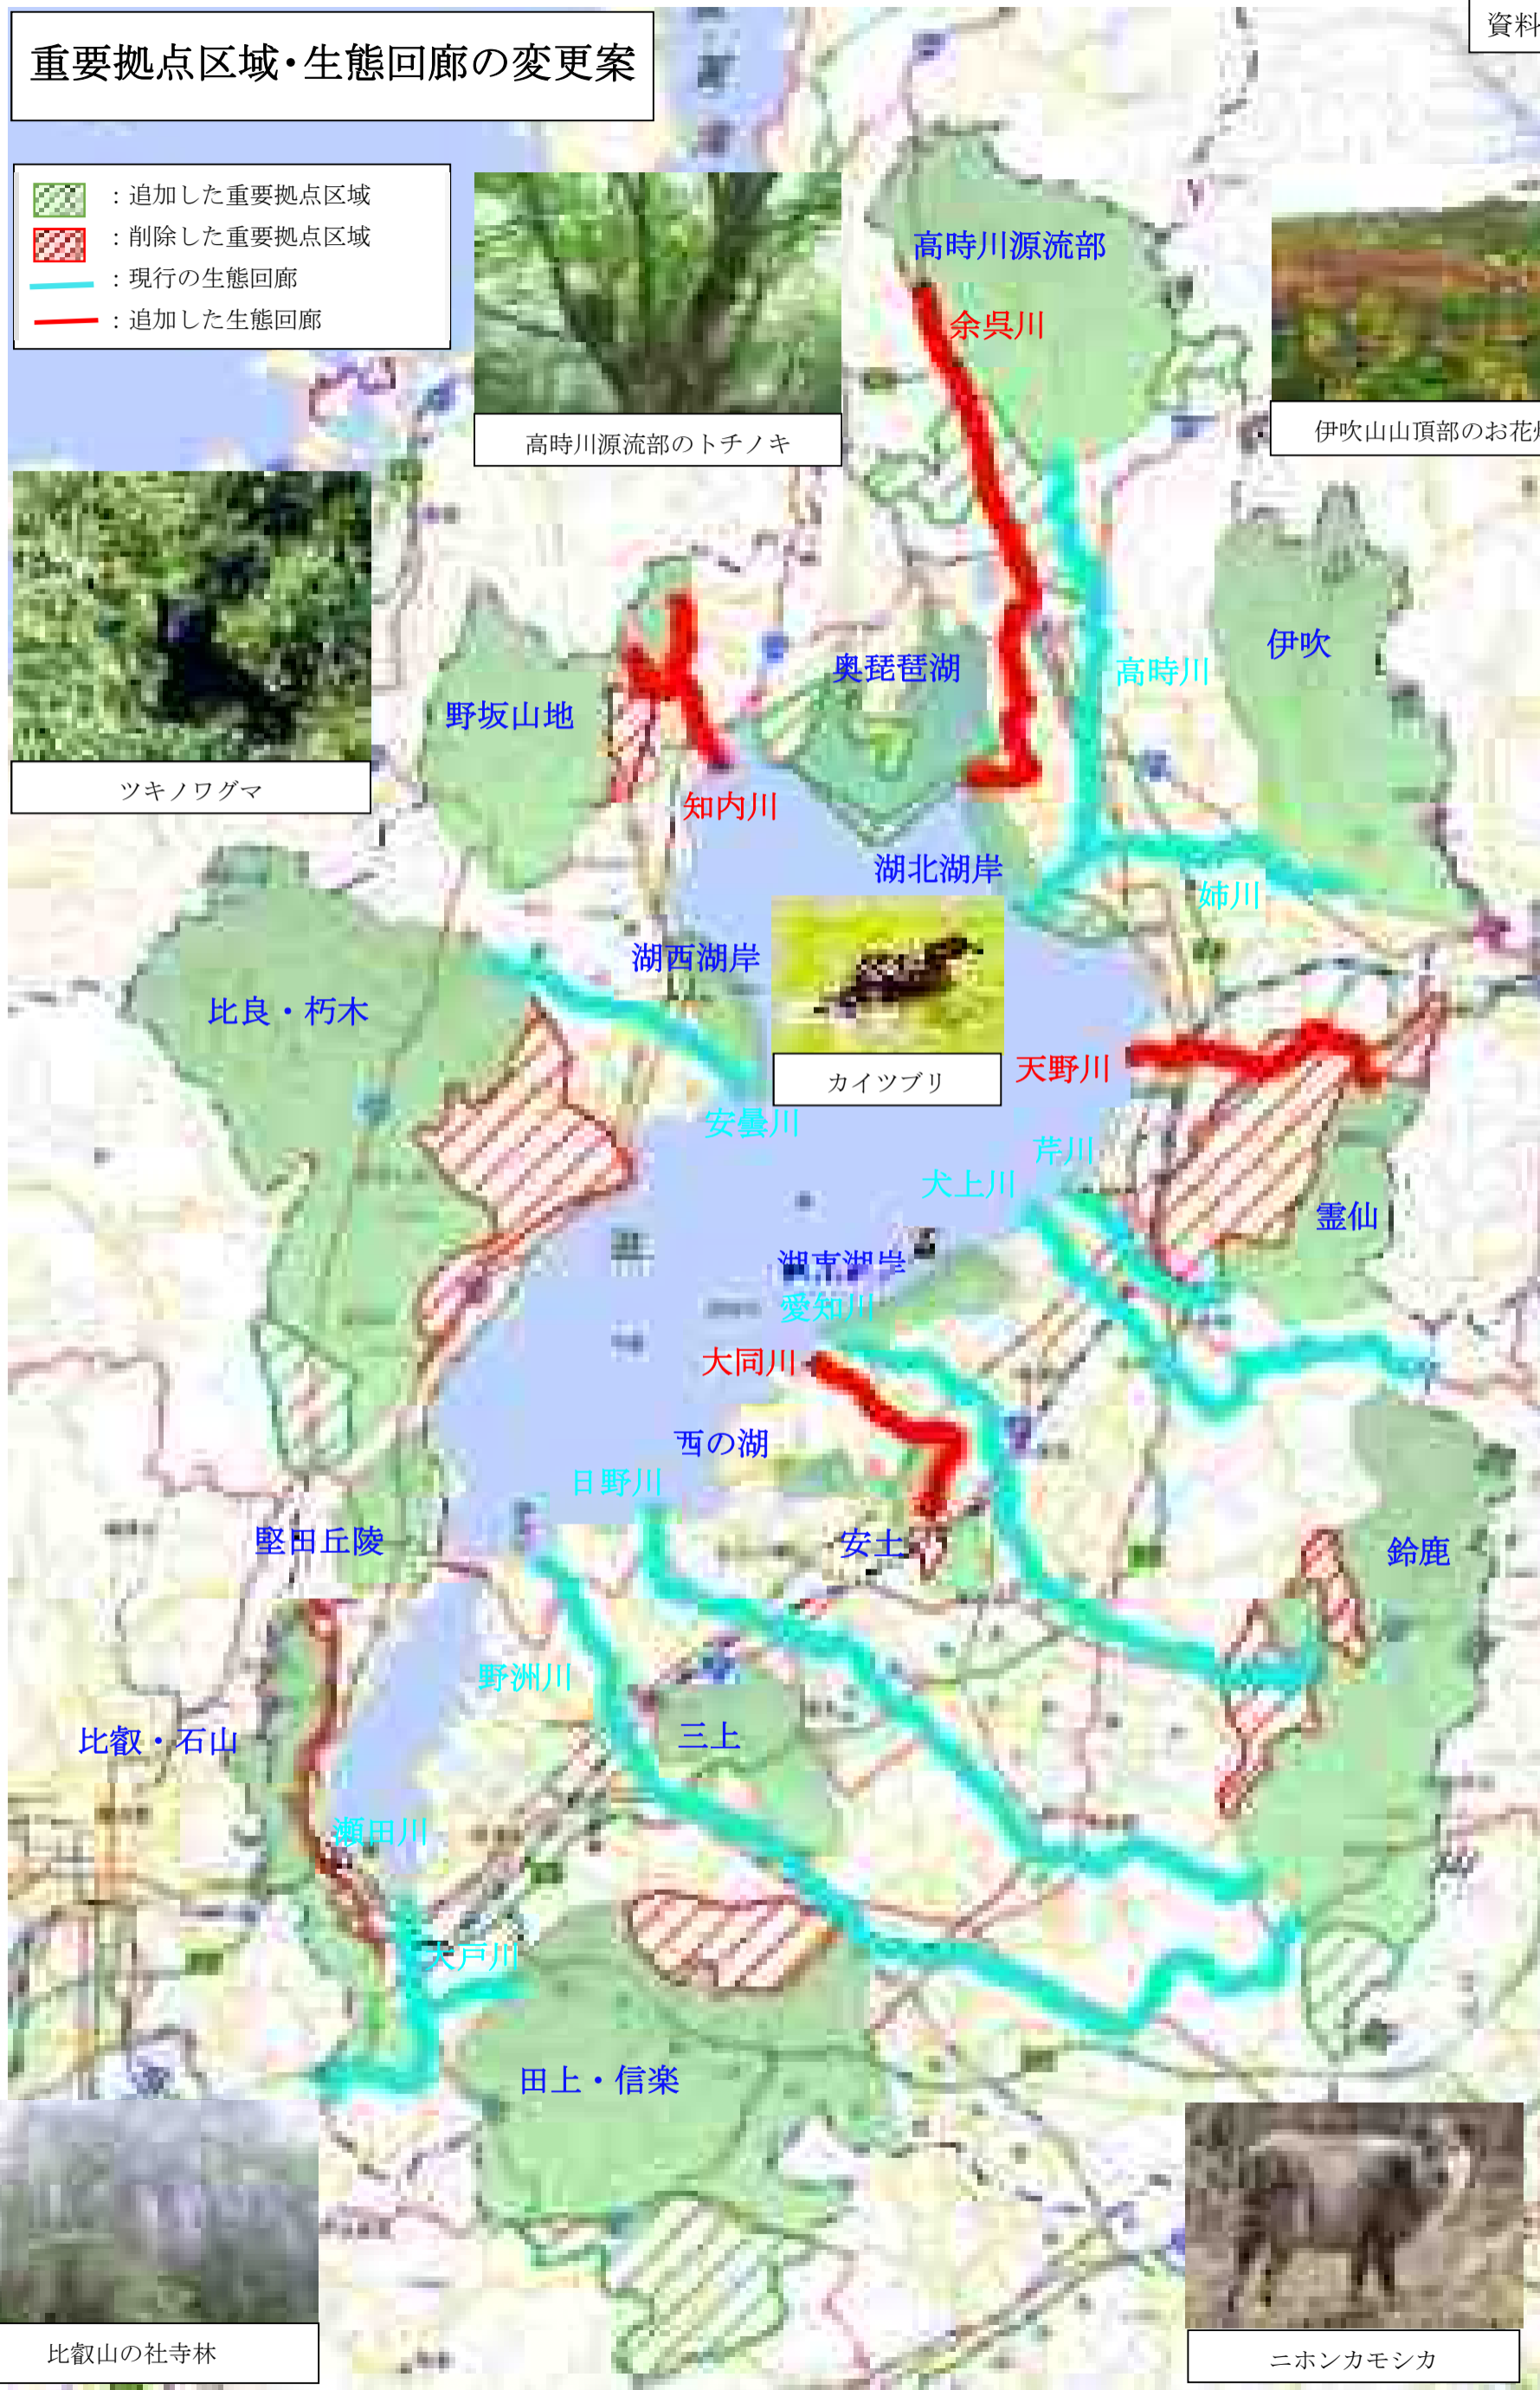 重要拠点区域・生態回廊の変更案
資料
：追加した重要拠点区域
：削除した重要拠点区域
：現行の生態回廊
：追加した生態回廊
高時川源流部
余呉川
高時川源流部のトチノキ
伊吹山山頂部のお花
伊吹
奥琵琶湖
高時川
野坂山地
ツキノワグマ
知内川
湖北湖岸
姉川
湖西湖岸
比良・朽木
天野川
カイツブリ
安曇川
芹川
犬上川
霊仙
湖東湖岸
愛知川
大同川
西の湖
日野川
堅田丘陵
安土
鈴鹿
野洲川
三上
比叡・石山
瀬田川
大戸川
田上・信楽
比叡山の社寺林
ニホンカモシカ